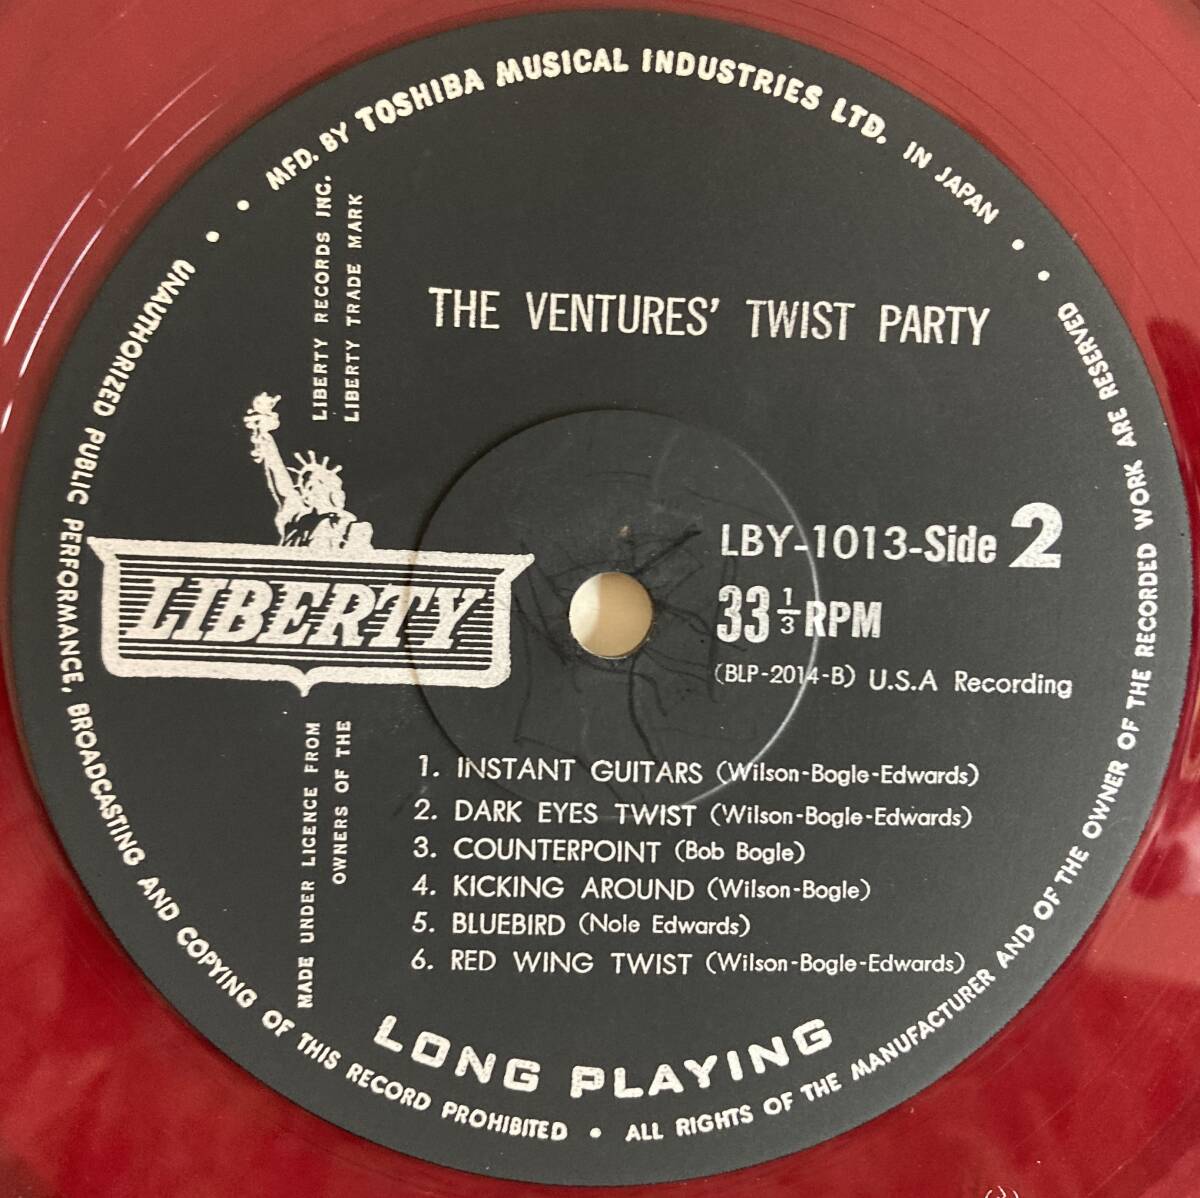 MFD. BY TOSHIBA MUSICAL INDUSTRIES LTD. IN JAPAN
LIBERTY RECORDS INC.
LIBERTY TRADE MARK
THE VENTURES' TWIST PARTY
LIBERTY
LBY-1013-Side 2
33 1/3 RPM
(BLP-2014-B) U.S.A Recording
MADE UNDER LICENCE FROM
OWNERS OF THE
1. INSTANT GUITARS (Wilson-Bogle-Edwards)
2. DARK EYES TWIST (Wilson-Bogle-Edwards)
3. COUNTERPOINT (Bob Bogle)
4. KICKING AROUND (Wilson-Bogle)
5. BLUEBIRD (Nole Edwards)
6. RED WING TWIST (Wilson-Bogle-Edwards)
LONG PLAYING
UNAUTHORIZED PUBLIC PERFORMANCE, BROADCASTING AND COPYING OF THIS RECORD PROHIBITED • ALL RIGHTS OF THE MANUFACTURER AND OF THE OWNER OF THE RECORDED WORK ARE RESERVED